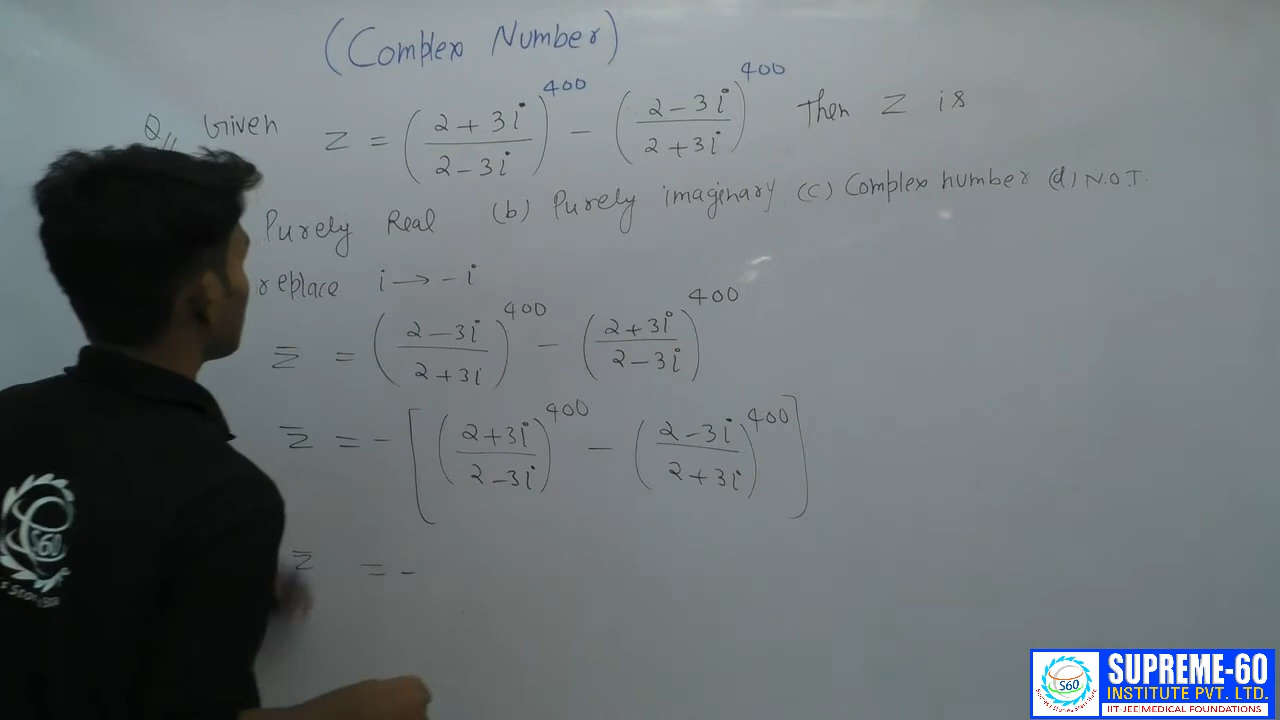 (Complex Number)
Q,, Given Z = ( 2 + 3i / 2 - 3i )^400 - ( 2 - 3i / 2 + 3i )^400 Then Z is
Purely Real (b) Purely imaginary (c) Complex number (d) N.O.T.
replace i → - i
z̅ = ( 2 - 3i / 2 + 3i )^400 - ( 2 + 3i / 2 - 3i )^400
z̅ = - [ ( 2 + 3i / 2 - 3i )^400 - ( 2 - 3i / 2 + 3i )^400 ]
z̅ = -
S60
S60
SUPREME-60
INSTITUTE PVT. LTD.
IIT-JEE|MEDICAL FOUNDATIONS